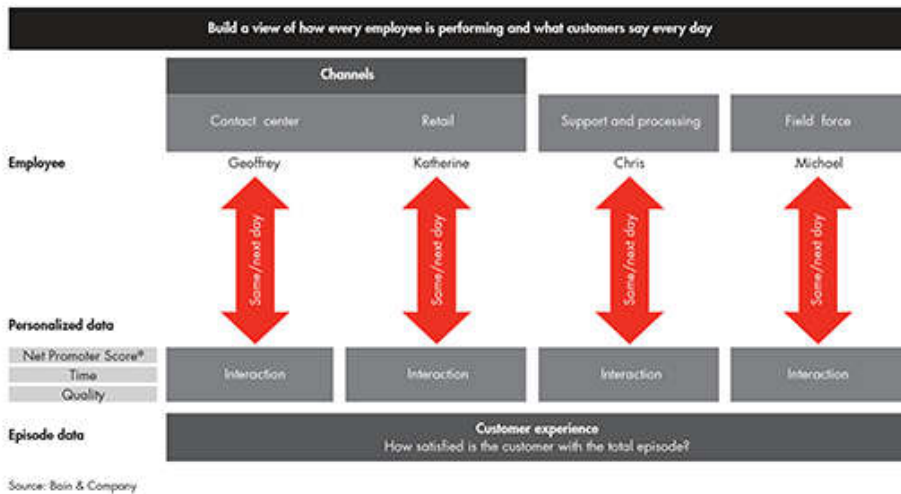 Build a view of how every employee is performing and what customers say every day
Channels
Contact center
Retail
Support and processing
Field force
Employee
Geoffrey
Katherine
Chris
Michael
Same/next day
Same/next day
Same/next day
Same/next day
Personalized data
Net Promoter Score®
Time
Quality
Interaction
Interaction
Interaction
Interaction
Episode data
Customer experience
How satisfied is the customer with the total episode?
Source: Bain & Company